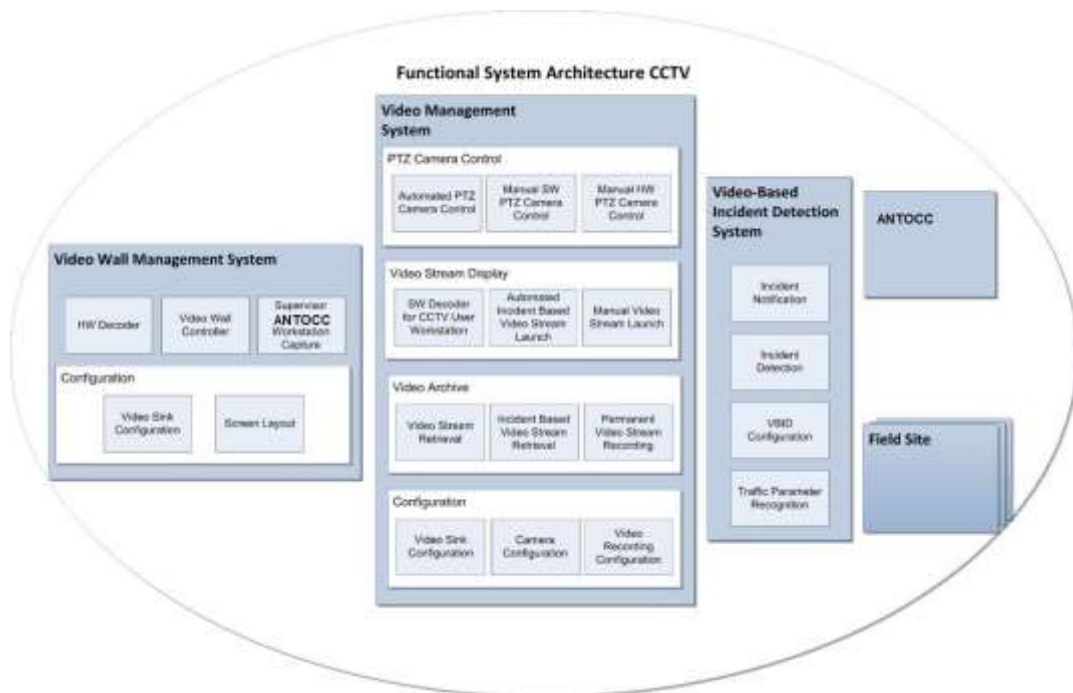 Functional System Architecture CCTV
Video Wall Management System
HW Decoder
Video Wall
Controller
Supervisor
ANTOCC
Workstation
Capture
Configuration
Video Sink
Configuration
Screen Layout
Video Management
System
PTZ Camera Control
Automated PTZ
Camera Control
Manual SW
PTZ Camera
Control
Manual HW
PTZ Camera
Control
Video Stream Display
SW Decoder
for CCTV User
Workstation
Automated
Incident Based
Video Stream
Launch
Manual Video
Stream Launch
Video Archive
Video Stream
Retrieval
Incident Based
Video Stream
Retrieval
Permanent
Video Stream
Recording
Configuration
Video Sink
Configuration
Camera
Configuration
Video
Recording
Configuration
Video-Based
Incident Detection
System
Incident
Notification
Incident
Detection
VBID
Configuration
Traffic Parameter
Recognition
ANTOCC
Field Site